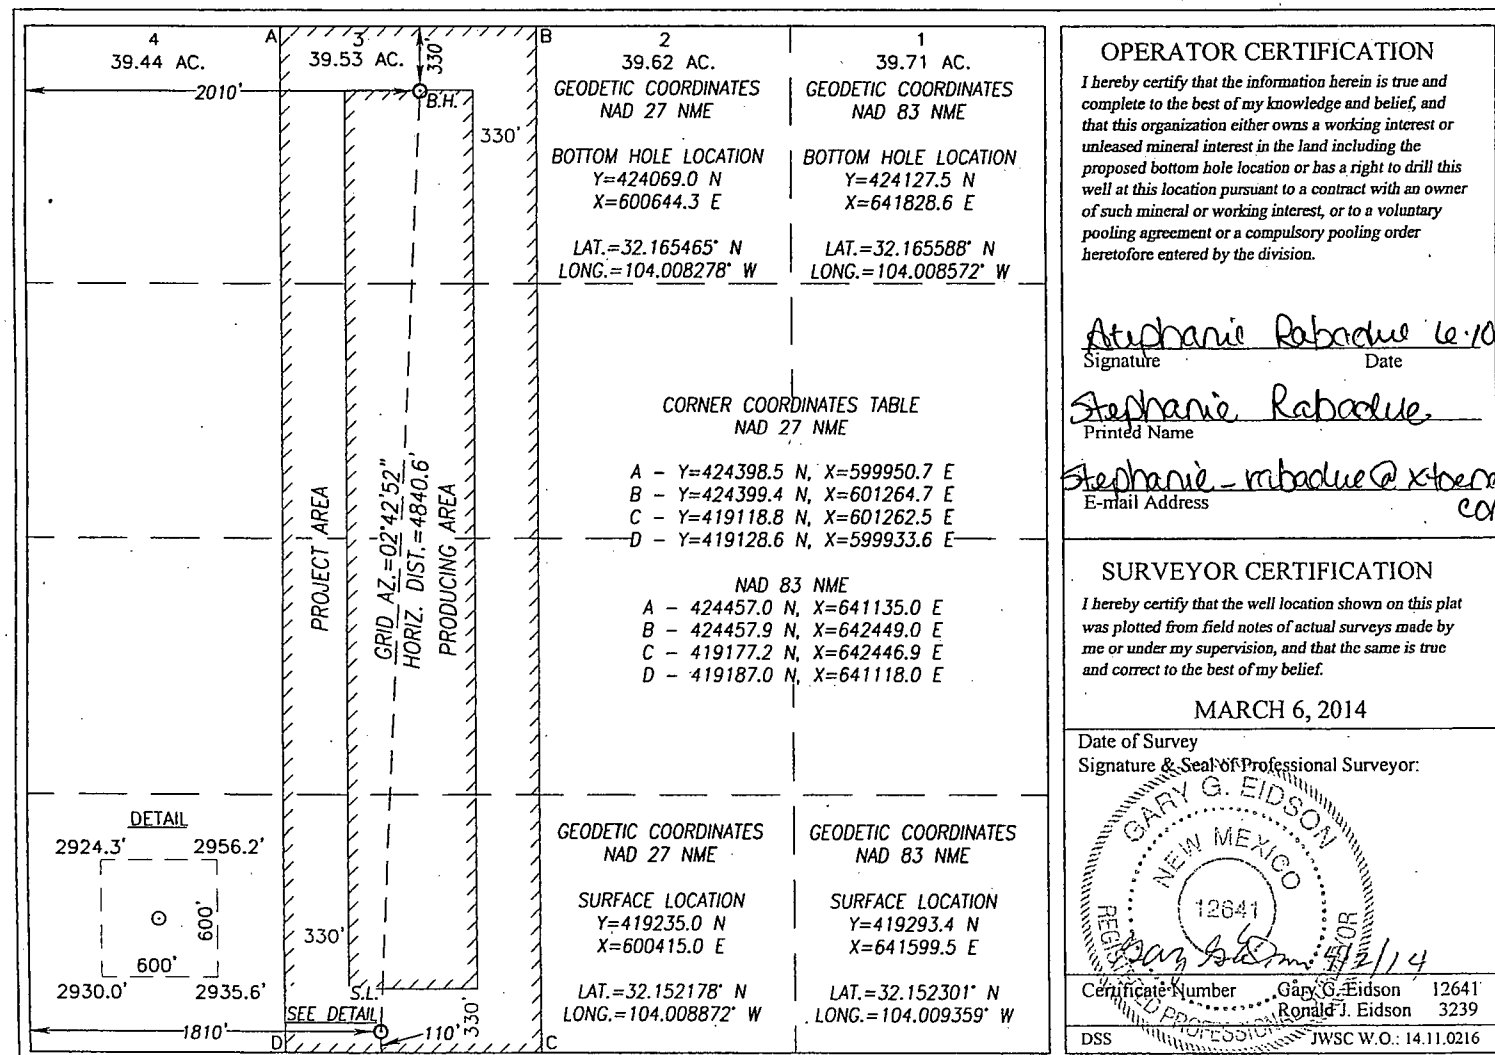 4
39.44 AC.
A
3
39.53 AC.
330'
B
2
39.62 AC.
1
39.71 AC.
2010'
B.H.
330'
GEODETIC COORDINATES
NAD 27 NME
BOTTOM HOLE LOCATION
Y=424069.0 N
X=600644.3 E
LAT.=32.165465° N
LONG.=104.008278° W
GEODETIC COORDINATES
NAD 83 NME
BOTTOM HOLE LOCATION
Y=424127.5 N
X=641828.6 E
LAT.=32.165588° N
LONG.=104.008572° W
PROJECT AREA
GRID AZ.=02°42'52"
HORIZ. DIST.=4840.6'
PRODUCING AREA
CORNER COORDINATES TABLE
NAD 27 NME
A - Y=424398.5 N, X=599950.7 E
B - Y=424399.4 N, X=601264.7 E
C - Y=419118.8 N, X=601262.5 E
D - Y=419128.6 N, X=599933.6 E
NAD 83 NME
A - 424457.0 N, X=641135.0 E
B - 424457.9 N, X=642449.0 E
C - 419177.2 N, X=642446.9 E
D - 419187.0 N, X=641118.0 E
DETAIL
2924.3'
2956.2'
600'
600'
2930.0'
2935.6'
330'
S.L.
SEE DETAIL
1810'
110'
330'
D
C
GEODETIC COORDINATES
NAD 27 NME
SURFACE LOCATION
Y=419235.0 N
X=600415.0 E
LAT.=32.152178° N
LONG.=104.008872° W
GEODETIC COORDINATES
NAD 83 NME
SURFACE LOCATION
Y=419293.4 N
X=641599.5 E
LAT.=32.152301° N
LONG.=104.009359° W
OPERATOR CERTIFICATION
I hereby certify that the information herein is true and
complete to the best of my knowledge and belief, and
that this organization either owns a working interest or
unleased mineral interest in the land including the
proposed bottom hole location or has a right to drill this
well at this location pursuant to a contract with an owner
of such mineral or working interest, or to a voluntary
pooling agreement or a compulsory pooling order
heretofore entered by the division.
Stephanie Rabadue 6·10
Signature Date
Stephanie Rabadue
Printed Name
E-mail Address
SURVEYOR CERTIFICATION
I hereby certify that the well location shown on this plat
was plotted from field notes of actual surveys made by
me or under my supervision, and that the same is true
and correct to the best of my belief.
MARCH 6, 2014
Date of Survey
Signature & Seal of Professional Surveyor:
GARY G. EIDSON
NEW MEXICO
12641
REGISTERED PROFESSIONAL SURVEYOR
Certificate Number Gary G. Eidson 12641
Ronald J. Eidson 3239
DSS JWSC W.O.: 14.11.0216